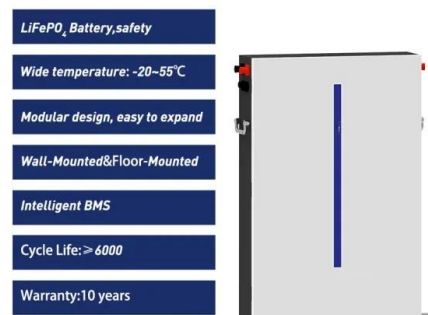 LiFePO₄ Battery,safety
Wide temperature: -20~55℃
Modular design, easy to expand
Wall-Mounted&Floor-Mounted
Intelligent BMS
Cycle Life:≥6000
Warranty:10 years